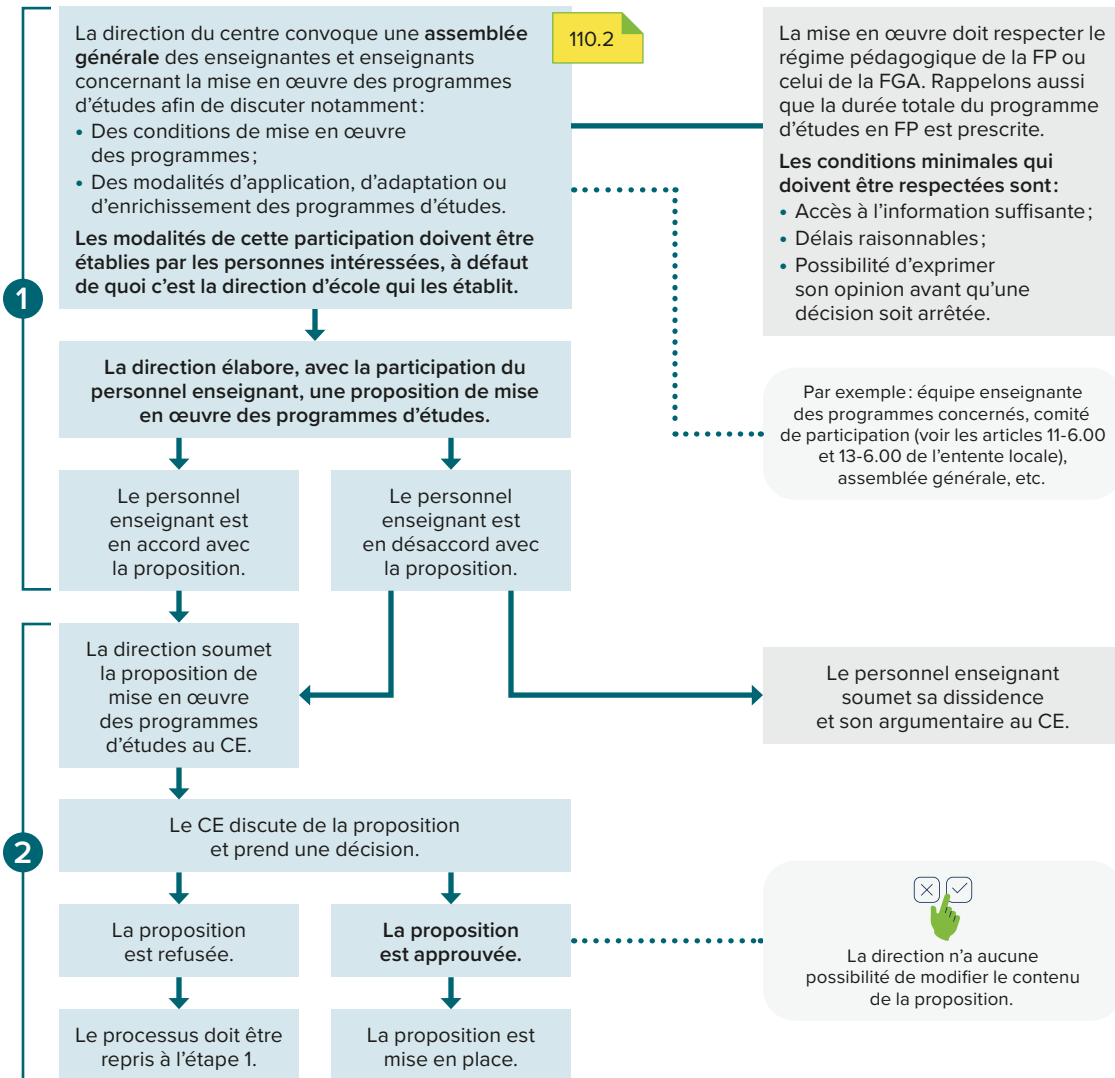 1
La direction du centre convoque une assemblée
générale des enseignantes et enseignants
concernant la mise en œuvre des programmes
d'études afin de discuter notamment :
• Des conditions de mise en œuvre
des programmes ;
• Des modalités d'application, d'adaptation ou
d'enrichissement des programmes d'études.
Les modalités de cette participation doivent être
établies par les personnes intéressées, à défaut
de quoi c'est la direction d'école qui les établit.
110.2
La mise en œuvre doit respecter le
régime pédagogique de la FP ou
celui de la FGA. Rappelons aussi
que la durée totale du programme
d'études en FP est prescrite.
Les conditions minimales qui
doivent être respectées sont :
• Accès à l'information suffisante ;
• Délais raisonnables ;
• Possibilité d'exprimer
son opinion avant qu'une
décision soit arrêtée.
La direction élabore, avec la participation du
personnel enseignant, une proposition de mise
en œuvre des programmes d'études.
Par exemple : équipe enseignante
des programmes concernés, comité
de participation (voir les articles 11-6.00
et 13-6.00 de l'entente locale),
assemblée générale, etc.
Le personnel
enseignant est
en accord avec
la proposition.
Le personnel
enseignant est
en désaccord avec
la proposition.
2
La direction soumet
la proposition de
mise en œuvre
des programmes
d'études au CE.
Le personnel enseignant
soumet sa dissidence
et son argumentaire au CE.
Le CE discute de la proposition
et prend une décision.
La proposition
est refusée.
La proposition
est approuvée.
La direction n'a aucune
possibilité de modifier le contenu
de la proposition.
Le processus doit être
repris à l'étape 1.
La proposition est
mise en place.